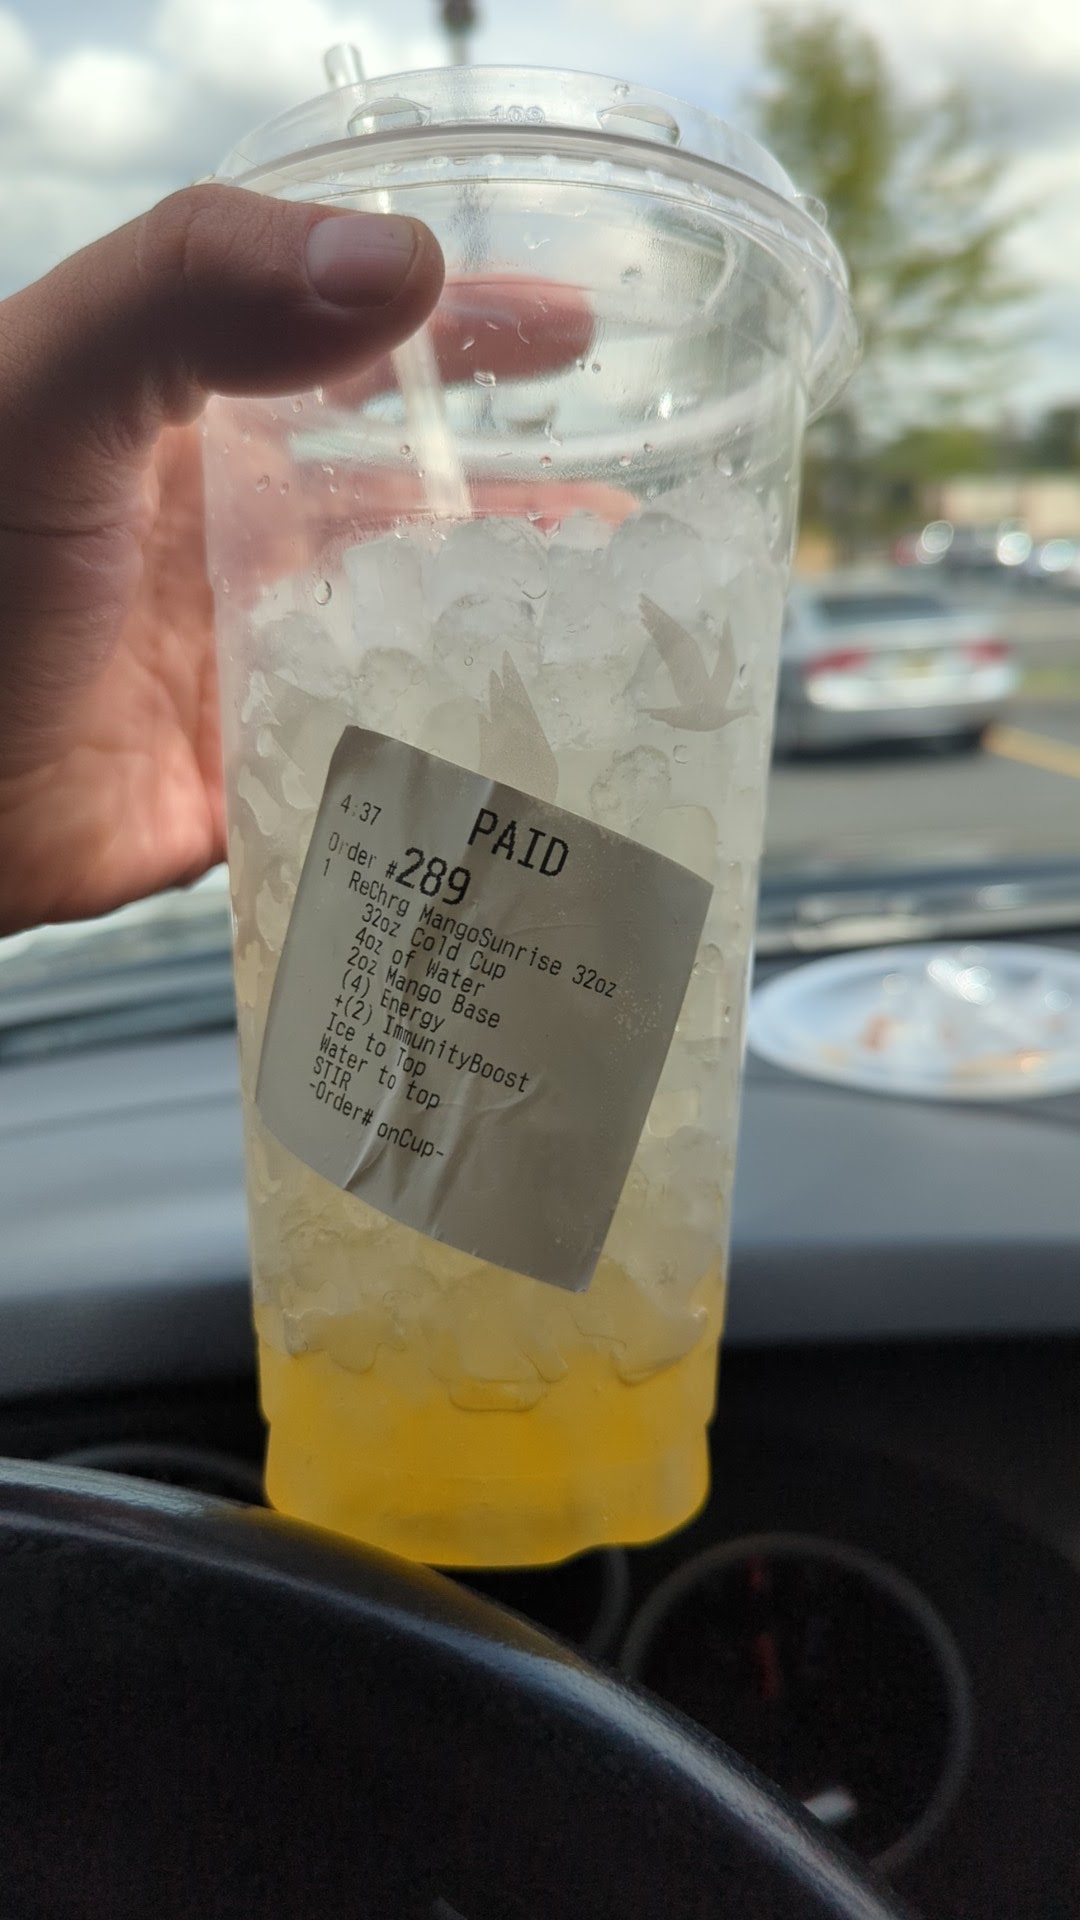 109
4:37
PAID
Order #289
1 ReChrg MangoSunrise 32oz
32oz Cold Cup
4oz of Water
2oz Mango Base
(4) Energy
+(2) ImmunityBoost
Ice to Top
Water to top
STIR
-Order# onCup-